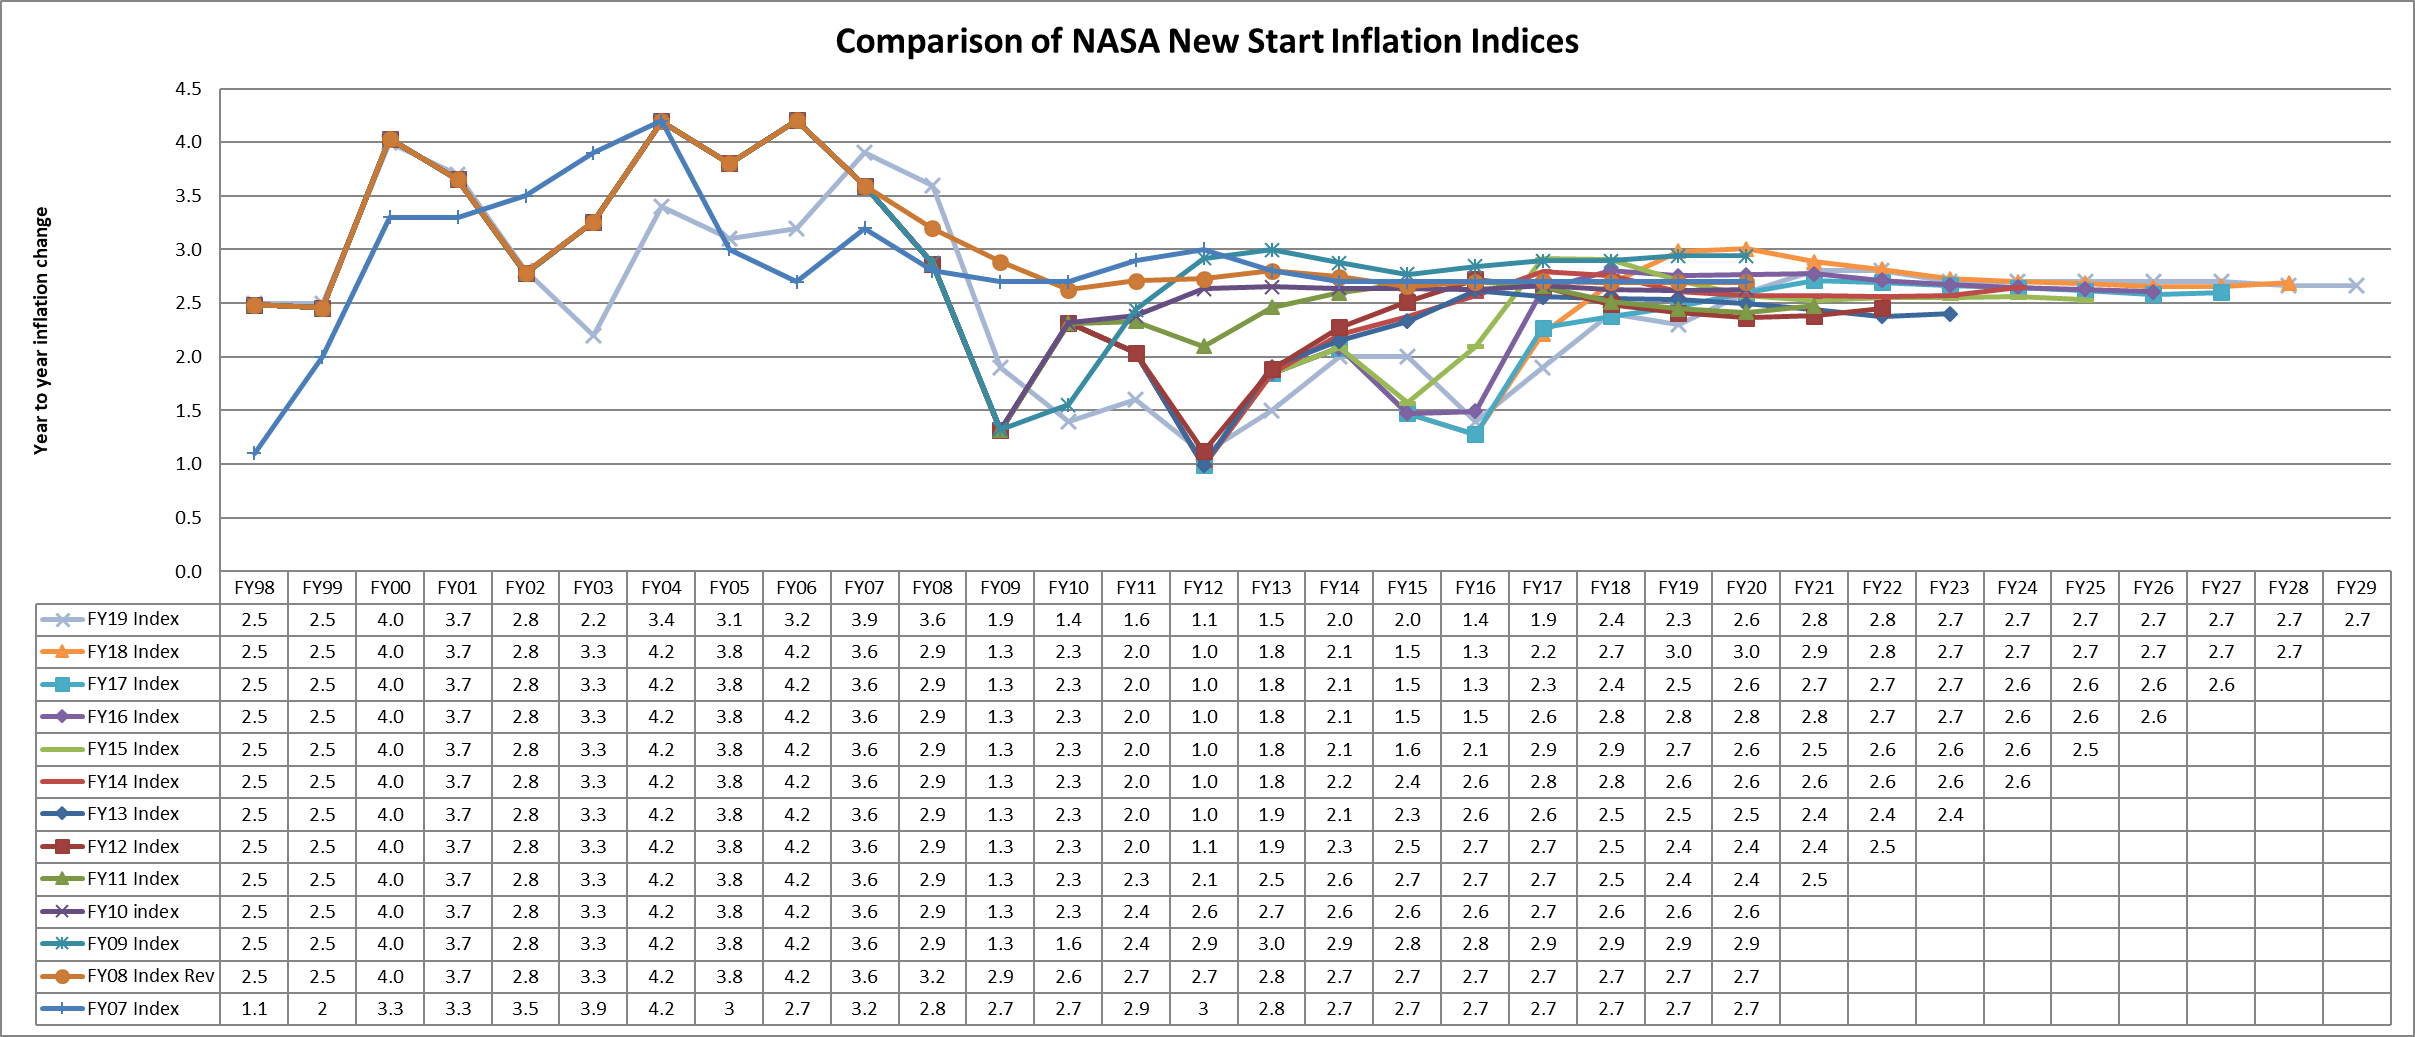 Comparison of NASA New Start Inflation Indices
Year to year inflation change
4.5
4.0
3.5
3.0
2.5
2.0
1.5
1.0
0.5
0.0
FY98 FY99 FY00 FY01 FY02 FY03 FY04 FY05 FY06 FY07 FY08 FY09 FY10 FY11 FY12 FY13 FY14 FY15 FY16 FY17 FY18 FY19 FY20 FY21 FY22 FY23 FY24 FY25 FY26 FY27 FY28 FY29
FY19 Index 2.5 2.5 4.0 3.7 2.8 2.2 3.4 3.1 3.2 3.9 3.6 1.9 1.4 1.6 1.1 1.5 2.0 2.0 1.4 1.9 2.4 2.3 2.6 2.8 2.8 2.7 2.7 2.7 2.7 2.7 2.7 2.7
FY18 Index 2.5 2.5 4.0 3.7 2.8 3.3 4.2 3.8 4.2 3.6 2.9 1.3 2.3 2.0 1.0 1.8 2.1 1.5 1.3 2.2 2.7 3.0 3.0 2.9 2.8 2.7 2.7 2.7 2.7 2.7 2.7
FY17 Index 2.5 2.5 4.0 3.7 2.8 3.3 4.2 3.8 4.2 3.6 2.9 1.3 2.3 2.0 1.0 1.8 2.1 1.5 1.3 2.3 2.4 2.5 2.6 2.7 2.7 2.7 2.6 2.6 2.6 2.6
FY16 Index 2.5 2.5 4.0 3.7 2.8 3.3 4.2 3.8 4.2 3.6 2.9 1.3 2.3 2.0 1.0 1.8 2.1 1.5 1.5 2.6 2.8 2.8 2.8 2.8 2.7 2.7 2.6 2.6 2.6
FY15 Index 2.5 2.5 4.0 3.7 2.8 3.3 4.2 3.8 4.2 3.6 2.9 1.3 2.3 2.0 1.0 1.8 2.1 1.6 2.1 2.9 2.9 2.7 2.6 2.5 2.6 2.6 2.6 2.5
FY14 Index 2.5 2.5 4.0 3.7 2.8 3.3 4.2 3.8 4.2 3.6 2.9 1.3 2.3 2.0 1.0 1.8 2.2 2.4 2.6 2.8 2.8 2.6 2.6 2.6 2.6 2.6 2.6
FY13 Index 2.5 2.5 4.0 3.7 2.8 3.3 4.2 3.8 4.2 3.6 2.9 1.3 2.3 2.0 1.0 1.9 2.1 2.3 2.6 2.6 2.5 2.5 2.5 2.4 2.4 2.4
FY12 Index 2.5 2.5 4.0 3.7 2.8 3.3 4.2 3.8 4.2 3.6 2.9 1.3 2.3 2.0 1.1 1.9 2.3 2.5 2.7 2.7 2.5 2.4 2.4 2.4 2.5
FY11 Index 2.5 2.5 4.0 3.7 2.8 3.3 4.2 3.8 4.2 3.6 2.9 1.3 2.3 2.3 2.1 2.5 2.6 2.7 2.7 2.7 2.5 2.4 2.4 2.5
FY10 index 2.5 2.5 4.0 3.7 2.8 3.3 4.2 3.8 4.2 3.6 2.9 1.3 2.3 2.4 2.6 2.7 2.6 2.6 2.6 2.7 2.6 2.6 2.6
FY09 Index 2.5 2.5 4.0 3.7 2.8 3.3 4.2 3.8 4.2 3.6 2.9 1.3 1.6 2.4 2.9 3.0 2.9 2.8 2.8 2.9 2.9 2.9 2.9
FY08 Index Rev 2.5 2.5 4.0 3.7 2.8 3.3 4.2 3.8 4.2 3.6 3.2 2.9 2.6 2.7 2.7 2.8 2.7 2.7 2.7 2.7 2.7 2.7 2.7
FY07 Index 1.1 2 3.3 3.3 3.5 3.9 4.2 3 2.7 3.2 2.8 2.7 2.7 2.9 3 2.8 2.7 2.7 2.7 2.7 2.7 2.7 2.7